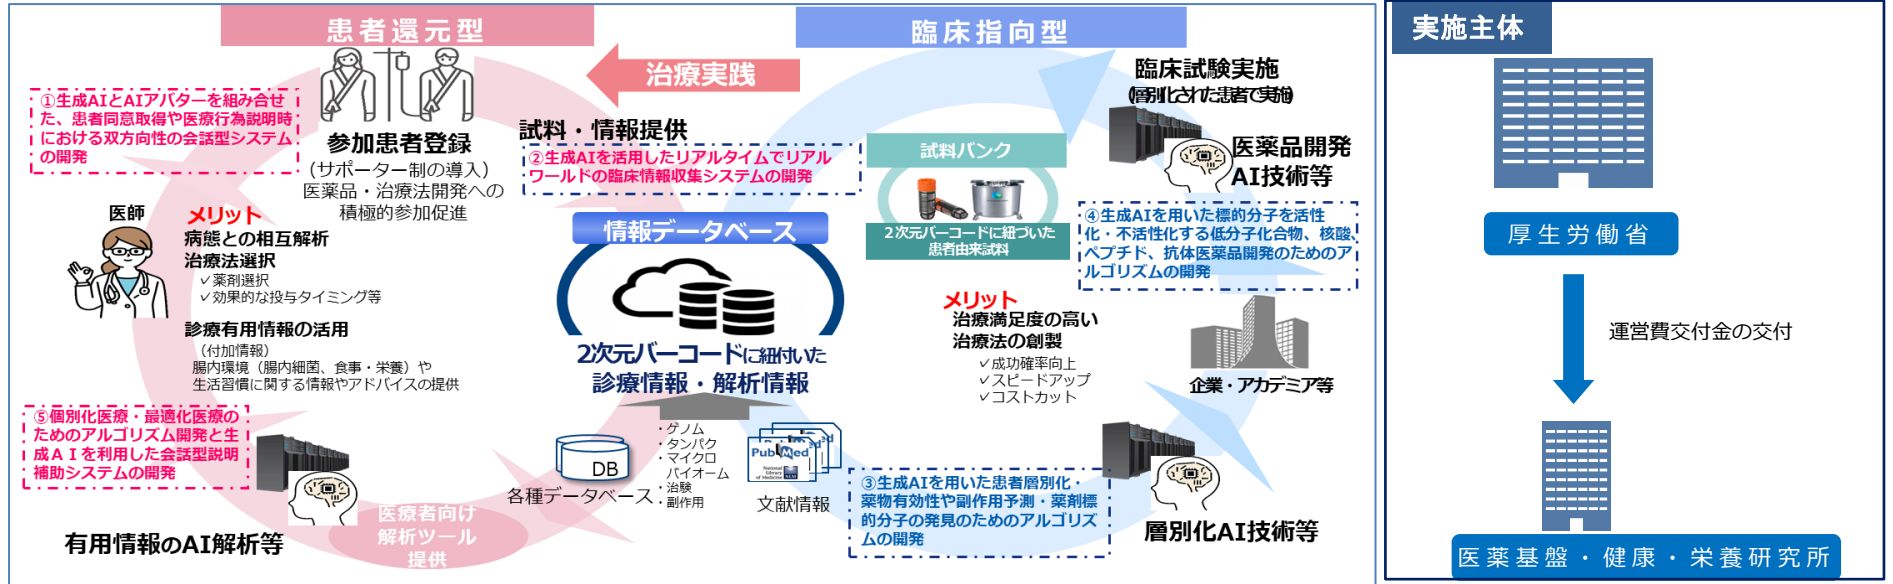 患者還元型
臨床指向型
治療実践
①生成AIとAIアバターを組み合せ
た、患者同意取得や医療行為説明時
における双方向性の会話型システム
の開発
参加患者登録
（サポーター制の導入）
医薬品・治療法開発への
積極的参加促進
試料・情報提供
②生成AIを活用したリアルタイムでリアル
ワールドの臨床情報収集システムの開発
試料バンク
２次元バーコードに紐づいた
患者由来試料
臨床試験実施
（層別化された患者で実施）
医薬品開発
AI技術等
④生成AIを用いた標的分子を活性
化・不活性化する低分子化合物、核酸、
ペプチド、抗体医薬品開発のためのア
ルゴリズムの開発
医師
メリット
病態との相互解析
治療法選択
✓薬剤選択
✓効果的な投与タイミング等
診療有用情報の活用
（付加情報）
腸内環境（腸内細菌、食事・栄養）や
生活習慣に関する情報やアドバイスの提供
情報データベース
2次元バーコードに紐付いた
診療情報・解析情報
メリット
治療満足度の高い
治療法の創製
✓成功確率向上
✓スピードアップ
✓コストカット
企業・アカデミア等
⑤個別化医療・最適化医療の
ためのアルゴリズム開発と生
成ＡＩを利用した会話型説明
補助システムの開発
有用情報のAI解析等
医療者向け
解析ツール
提供
DB
各種データベース
・ゲノム
・タンパク
・マイクロ
バイオーム
・治験
・副作用
PubMed
National
Library
of Medicine
NLM
文献情報
③生成AIを用いた患者層別化・
薬物有効性や副作用予測・薬剤標
的分子の発見のためのアルゴリズ
ムの開発
層別化AI技術等
実施主体
厚生労働省
運営費交付金の交付
医薬基盤・健康・栄養研究所